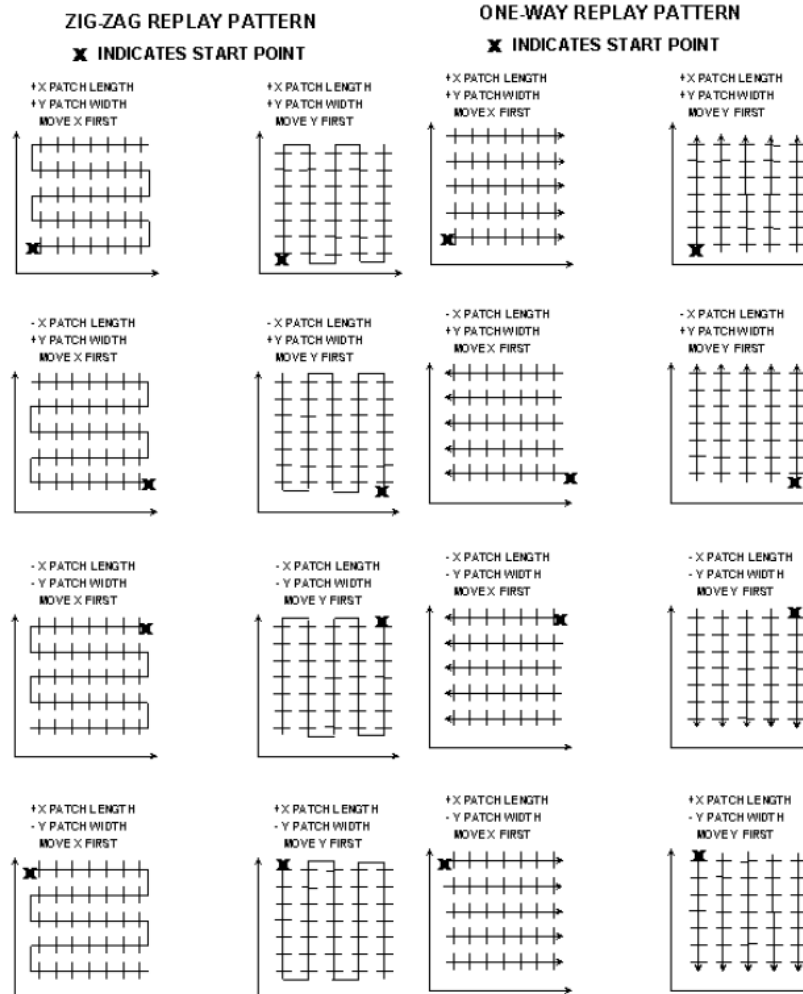 ZIG-ZAG REPLAY PATTERN
X INDICATES START POINT
ONE-WAY REPLAY PATTERN
X INDICATES START POINT
+X PATCH LENGTH
+Y PATCH WIDTH
MOVE X FIRST
+X PATCH LENGTH
+Y PATCH WIDTH
MOVE Y FIRST
+X PATCH LENGTH
+Y PATCH WIDTH
MOVE X FIRST
+X PATCH LENGTH
+Y PATCH WIDTH
MOVE Y FIRST
- X PATCH LENGTH
+Y PATCH WIDTH
MOVE X FIRST
- X PATCH LENGTH
+Y PATCH WIDTH
MOVE Y FIRST
- X PATCH LENGTH
+Y PATCH WIDTH
MOVE X FIRST
- X PATCH LENGTH
+Y PATCH WIDTH
MOVE Y FIRST
- X PATCH LENGTH
- Y PATCH WIDTH
MOVE X FIRST
- X PATCH LENGTH
- Y PATCH WIDTH
MOVE Y FIRST
- X PATCH LENGTH
- Y PATCH WIDTH
MOVE X FIRST
- X PATCH LENGTH
- Y PATCH WIDTH
MOVE Y FIRST
+X PATCH LENGTH
- Y PATCH WIDTH
MOVE X FIRST
+X PATCH LENGTH
- Y PATCH WIDTH
MOVE Y FIRST
+X PATCH LENGTH
- Y PATCH WIDTH
MOVE X FIRST
+X PATCH LENGTH
- Y PATCH WIDTH
MOVE Y FIRST